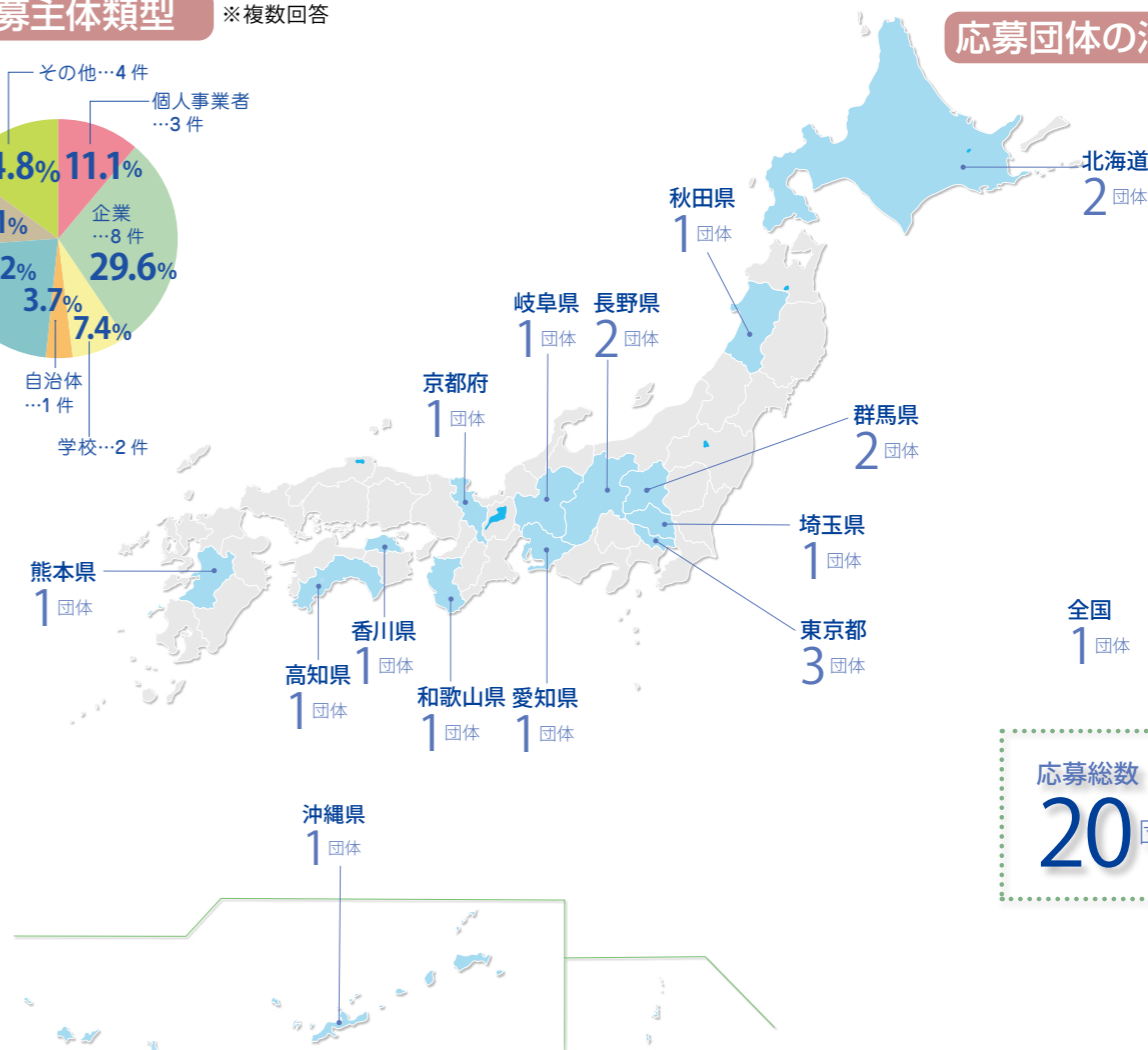 募主体類型
※複数回答
その他…4 件
個人事業者
…3 件
4.8%
11.1%
企業
…8 件
29.6%
1%
2%
3.7%
7.4%
自治体
…1 件
学校…2 件
応募団体の
北海道
2団体
秋田県
1団体
岐阜県
1団体
長野県
2団体
京都府
1団体
群馬県
2団体
埼玉県
1団体
東京都
3団体
熊本県
1団体
香川県
1団体
高知県
1団体
和歌山県
1団体
愛知県
1団体
全国
1団体
沖縄県
1団体
応募総数
20